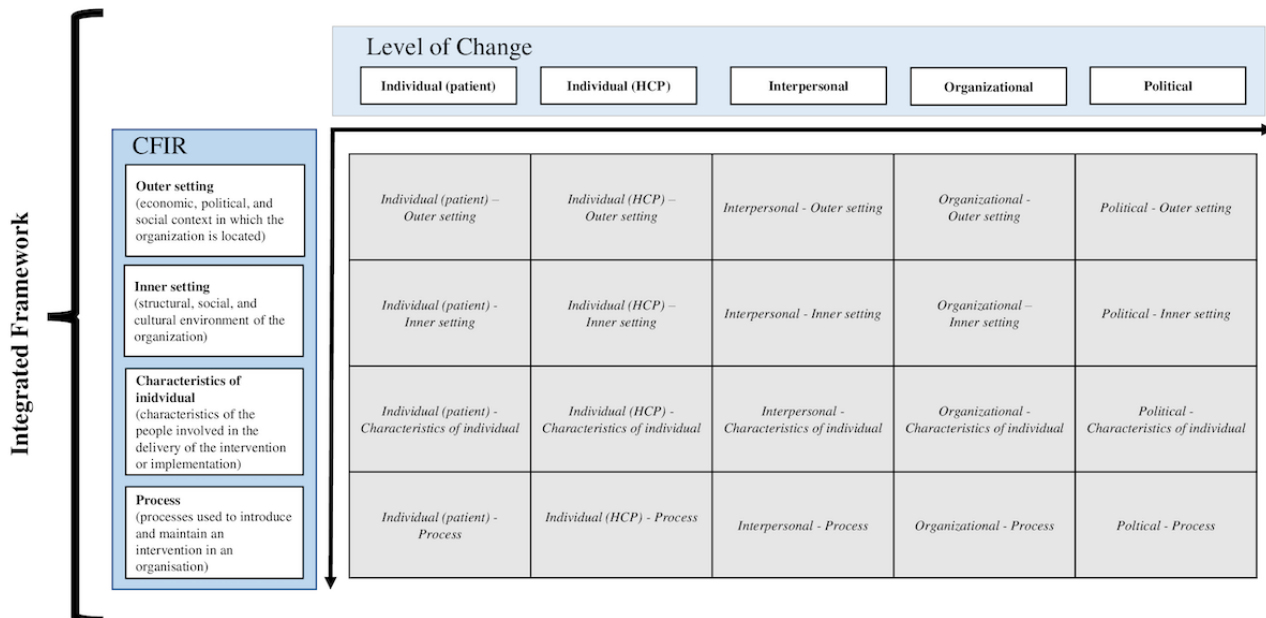 Integrated Framework
Level of Change
Individual (patient)
Individual (HCP)
Interpersonal
Organizational
Political
CFIR
Outer setting
(economic, political, and
social context in which the
organization is located)
Individual (patient) –
Outer setting
Individual (HCP) –
Outer setting
Interpersonal - Outer setting
Organizational -
Outer setting
Political - Outer setting
Inner setting
(structural, social, and
cultural environment of the
organization)
Individual (patient) -
Inner setting
Individual (HCP) –
Inner setting
Interpersonal - Inner setting
Organizational –
Inner setting
Political - Inner setting
Characteristics of
inidvidual
(characteristics of the
people involved in the
delivery of the intervention
or implementation)
Individual (patient) -
Characteristics of individual
Individual (HCP) -
Characteristics of individual
Interpersonal -
Characteristics of individual
Organizational -
Characteristics of individual
Political -
Characteristics of individual
Process
(processes used to introduce
and maintain an
intervention in an
organisation)
Individual (patient) -
Process
Individual (HCP) - Process
Interpersonal - Process
Organizational - Process
Poltical - Process